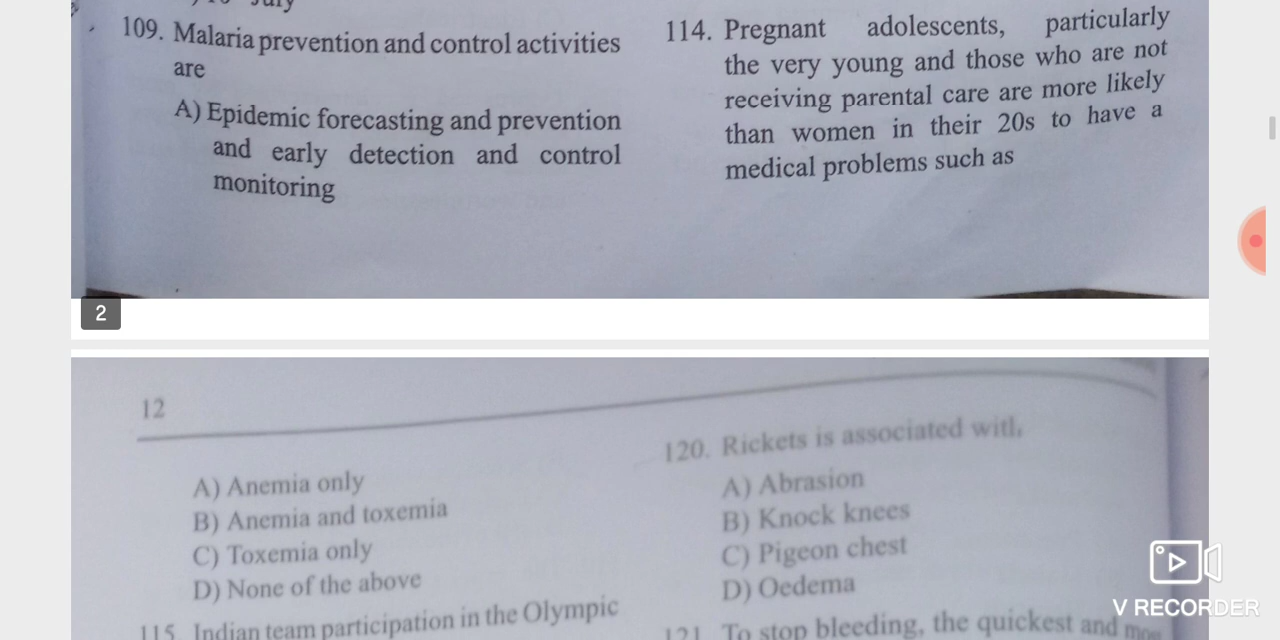 July
109. Malaria prevention and control activities
are
A) Epidemic forecasting and prevention
and early detection and control
monitoring
114. Pregnant adolescents, particularly
the very young and those who are not
receiving parental care are more likely
than women in their 20s to have a
medical problems such as
2
12
A) Anemia only
B) Anemia and toxemia
C) Toxemia only
D) None of the above
115. Indian team participation in the Olympic
120. Rickets is associated with
A) Abrasion
B) Knock knees
C) Pigeon chest
D) Oedema
121. To stop bleeding, the quickest and
V RECORDER